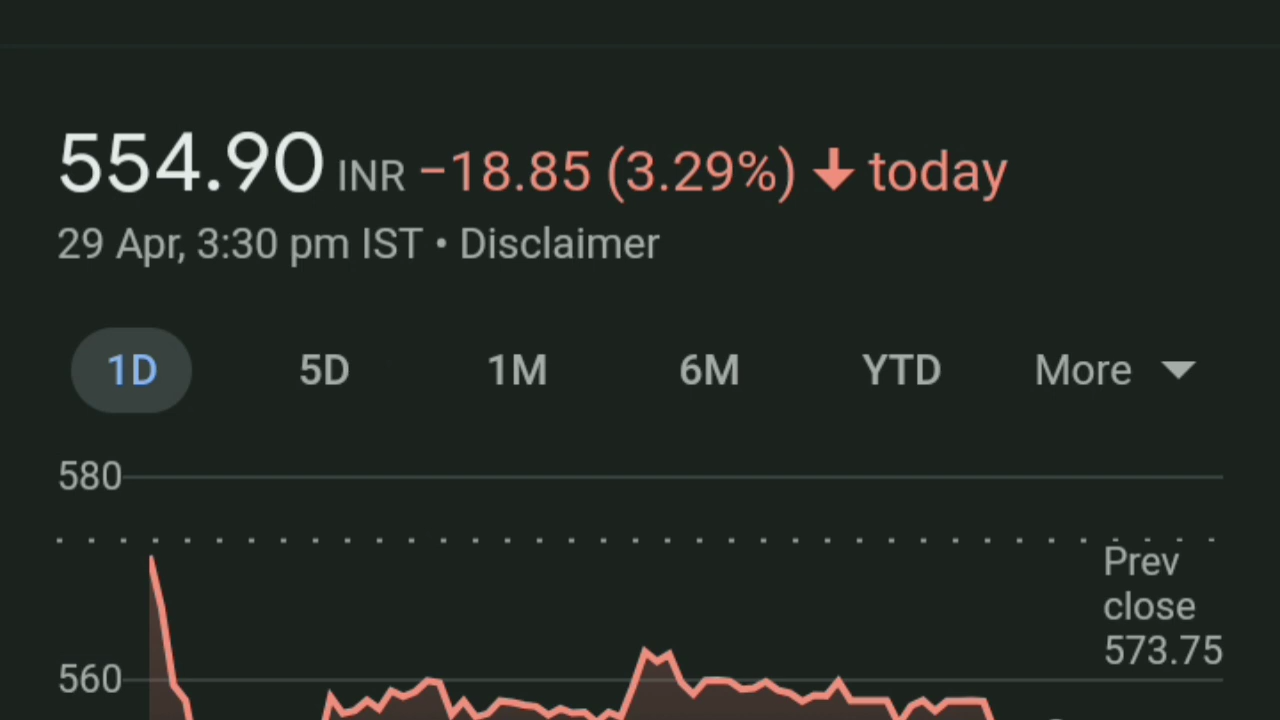 554.90 INR −18.85 (3.29%) ↓ today
29 Apr, 3:30 pm IST • Disclaimer
1D 5D 1M 6M YTD More
580
Prev
close
573.75
560